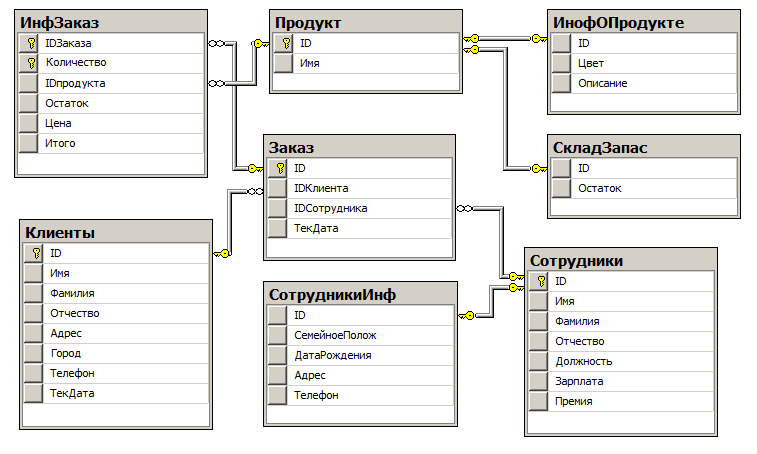 ИнфЗаказ
IDЗаказа
Количество
IDпродукта
Остаток
Цена
Итого
Продукт
ID
Имя
ИнофОПродукте
ID
Цвет
Описание
Заказ
ID
IDКлиента
IDСотрудника
ТекДата
СкладЗапас
ID
Остаток
Клиенты
ID
Имя
Фамилия
Отчество
Адрес
Город
Телефон
ТекДата
СотрудникиИнф
ID
СемейноеПолож
ДатаРождения
Адрес
Телефон
Сотрудники
ID
Имя
Фамилия
Отчество
Должность
Зарплата
Премия